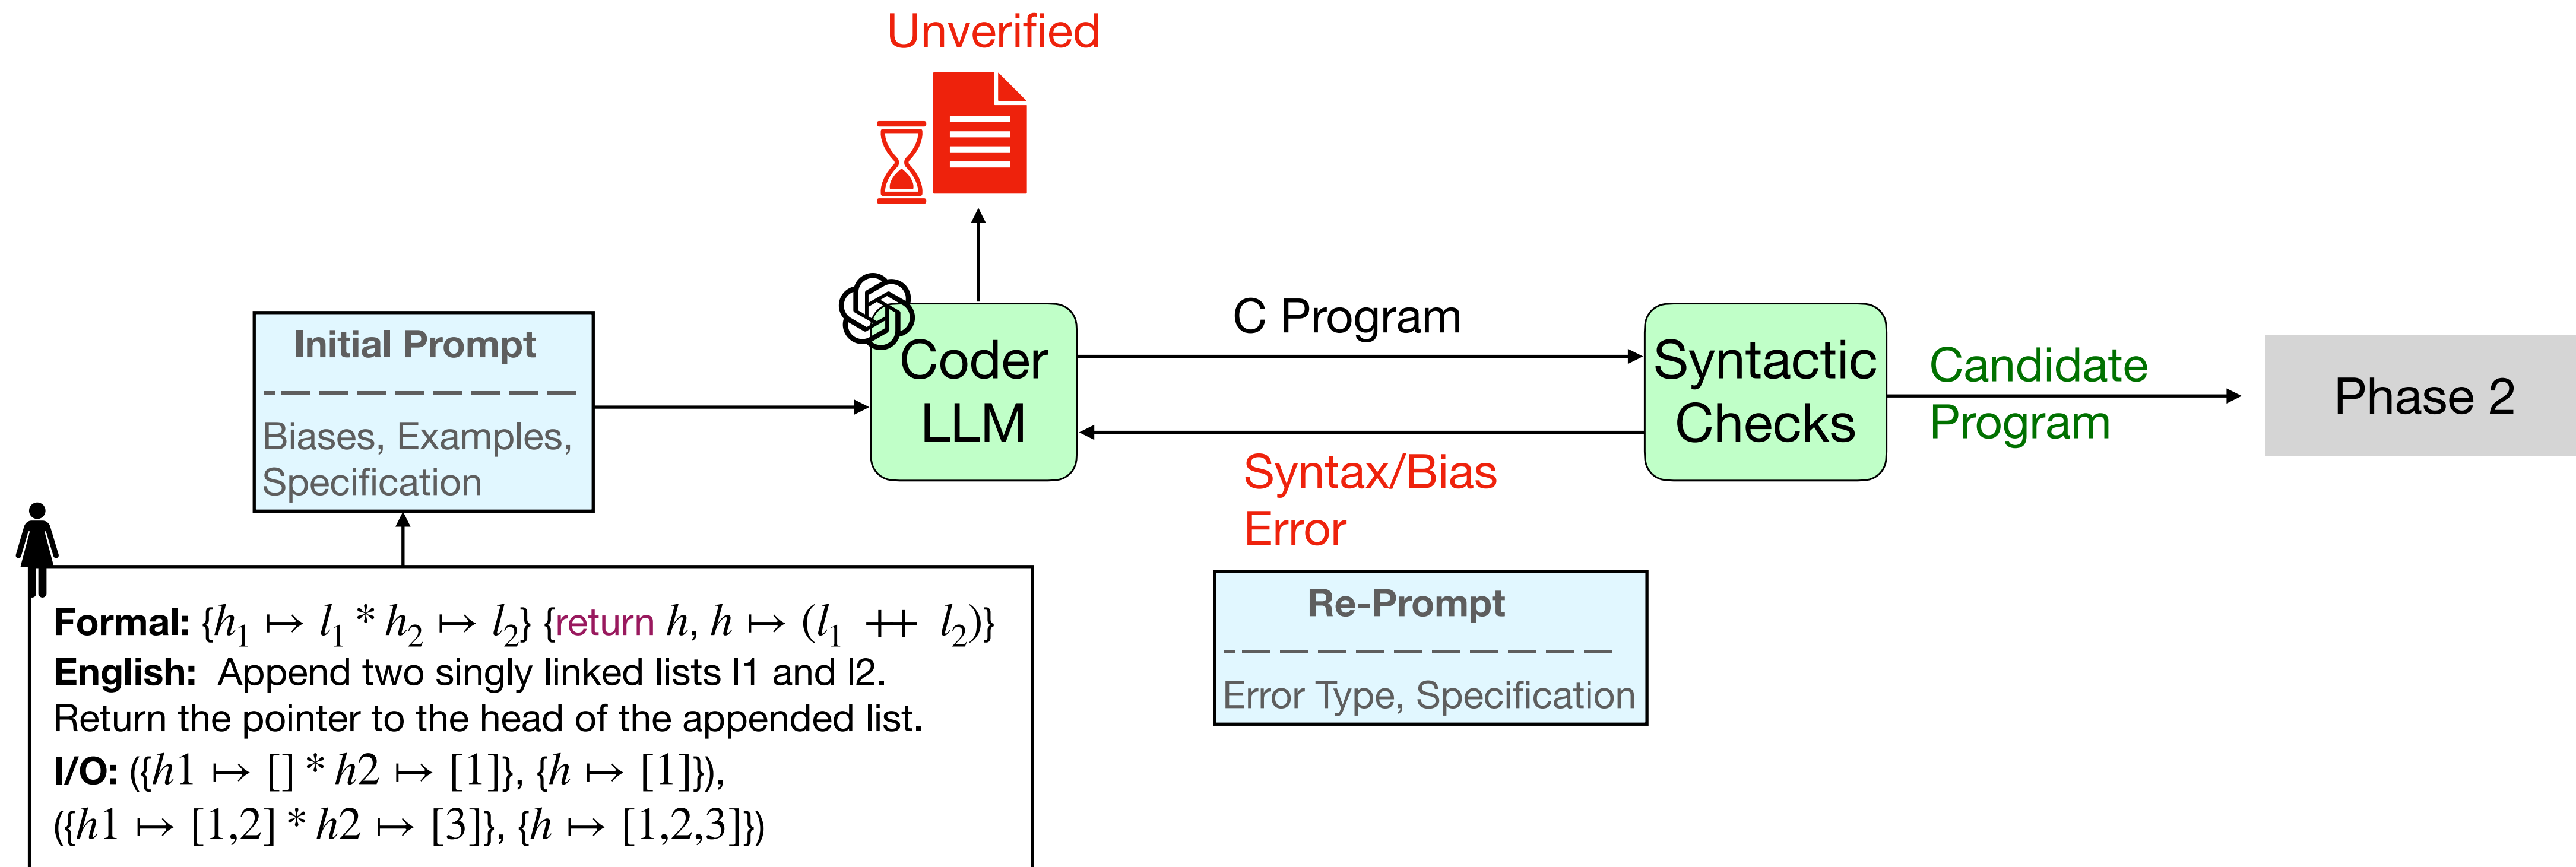 Unverified
Initial Prompt
Biases, Examples,
Specification
Coder
LLM
C Program
Syntax/Bias
Error
Syntactic
Checks
Candidate
Program
Phase 2
Re-Prompt
Error Type, Specification
Formal: {h₁ ↦ l₁ * h₂ ↦ l₂} {return h, h ↦ (l₁ ++ l₂)}
English: Append two singly linked lists l1 and l2.
Return the pointer to the head of the appended list.
I/O: ({h1 ↦ [] * h2 ↦ [1]}, {h ↦ [1]}),
({h1 ↦ [1,2] * h2 ↦ [3]}, {h ↦ [1,2,3]})